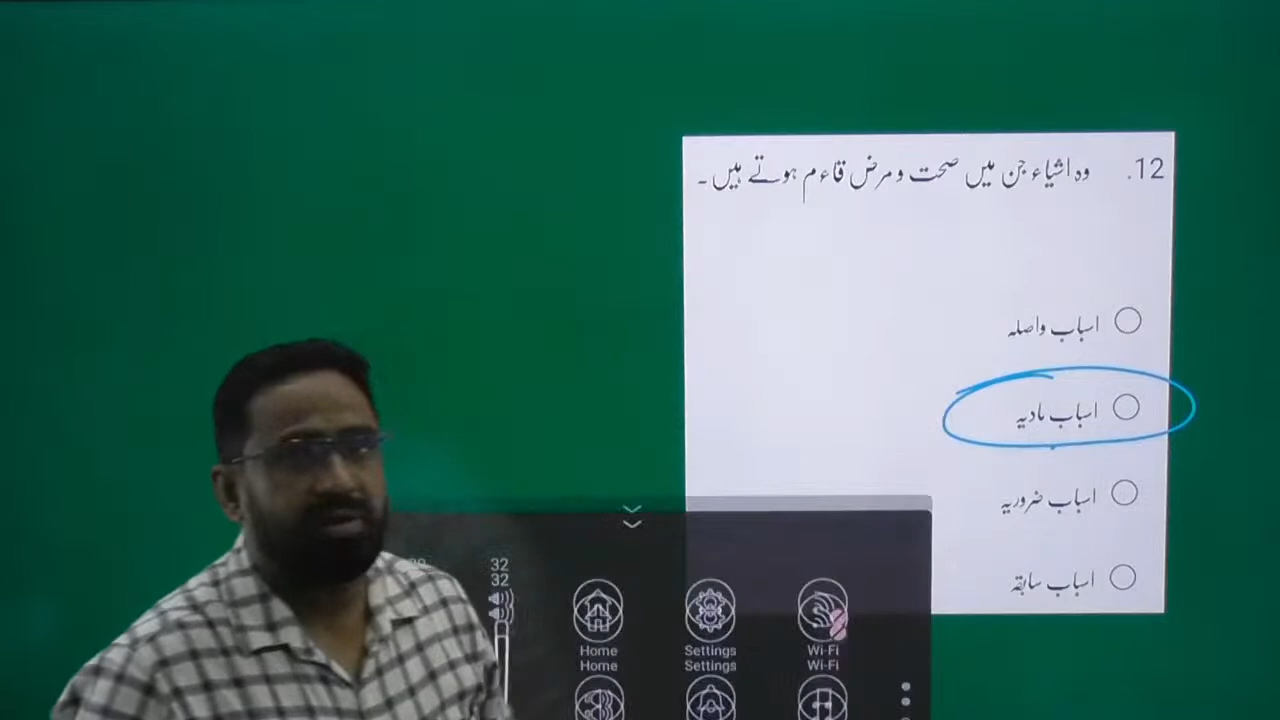 12. وہ اشیاء جن میں صحت و مرض قاءم ہوتے ہیں۔
اسباب واصلہ
اسباب مادیہ
اسباب ضروریہ
اسباب سابقہ
32
32
Home
Home
Settings
Settings
Wi-Fi
Wi-Fi